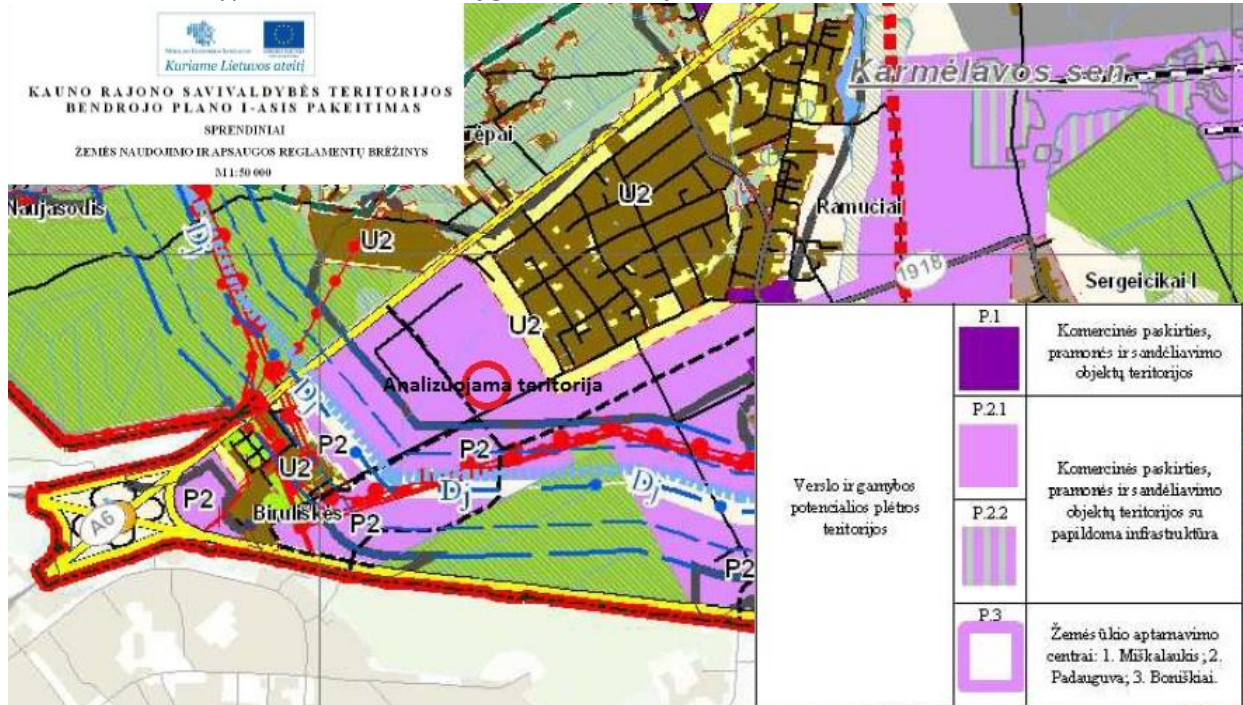 Kuriame Lietuvos ateitį
KAUNO RAJONO SAVIVALDYBĖS TERITORIJOS
BENDROJO PLANO I-ASIS PAKEITIMAS
SPRENDINIAI
ŽEMĖS NAUDOJIMO IR APSAUGOS REGLAMENTŲ BRĖŽINYS
M 1:50 000
Karmėlavos sen.
rėpai
U2
Ramučiai
Naujasodis
Dj
U2
1918
Sergeičikai I
U2
Analizuojama teritorija
Dj
P2
P2
U2
Dj
Dj
P2
Biruliškės
P2
A6
P2
P.1
Komercinės paskirties,
pramonės ir sandėliavimo
objektų teritorijos
P.2.1
Verslo ir gamybos
potencialios plėtros
teritorijos
Komercinės paskirties,
pramonės ir sandėliavimo
objektų teritorijos su
papildoma infrastruktūra
P.2.2
P.3
Žemės ūkio aptarnavimo
centrai: 1. Miškalaukis; 2.
Padauguva; 3. Boniškiai.